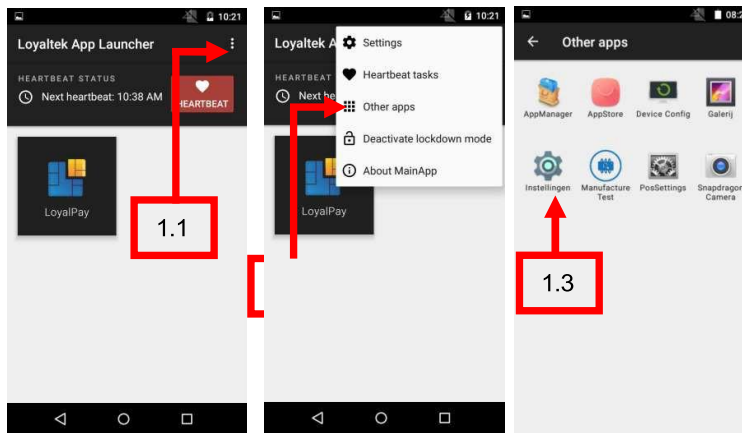 10:21
Loyaltek App Launcher
HEARTBEAT STATUS
Next heartbeat: 10:38 AM
HEARTBEAT
LoyalPay
1.1
10:21
Loyaltek A
HEARTBEAT
Next he
Settings
Heartbeat tasks
Other apps
Deactivate lockdown mode
About MainApp
LoyalPay
08:2
Other apps
AppManager
AppStore
Device Config
Galerij
Instellingen
Manufacture
Test
PosSettings
Snapdragon
Camera
1.3